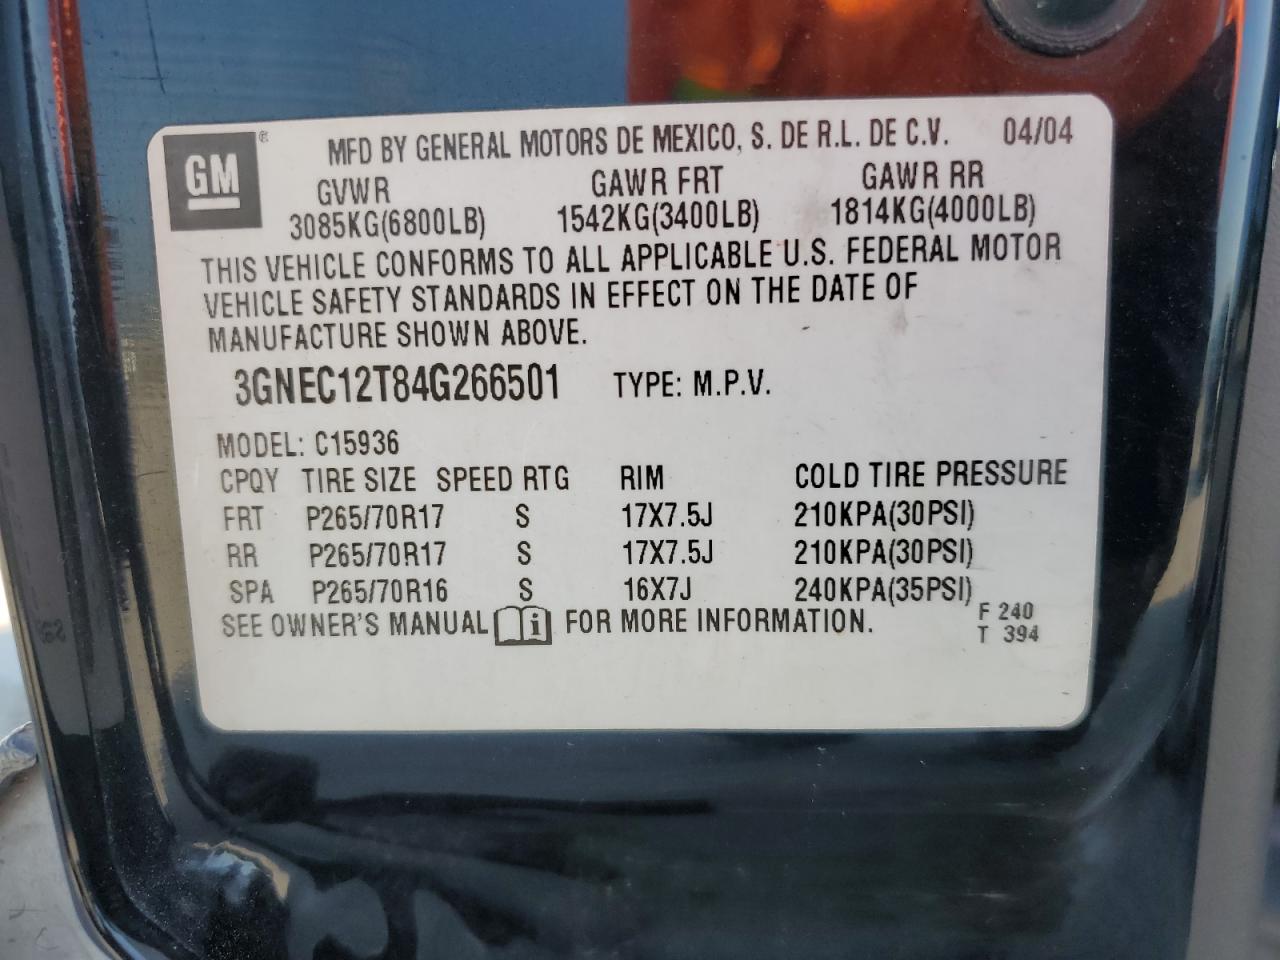 GM®
MFD BY GENERAL MOTORS DE MEXICO, S. DE R.L. DE C.V. 04/04
GVWR GAWR FRT GAWR RR
3085KG(6800LB) 1542KG(3400LB) 1814KG(4000LB)
THIS VEHICLE CONFORMS TO ALL APPLICABLE U.S. FEDERAL MOTOR
VEHICLE SAFETY STANDARDS IN EFFECT ON THE DATE OF
MANUFACTURE SHOWN ABOVE.
3GNEC12T84G266501 TYPE: M.P.V.
MODEL: C15936
CPQY TIRE SIZE SPEED RTG RIM COLD TIRE PRESSURE
FRT P265/70R17 S 17X7.5J 210KPA(30PSI)
RR P265/70R17 S 17X7.5J 210KPA(30PSI)
SPA P265/70R16 S 16X7J 240KPA(35PSI)
SEE OWNER'S MANUAL i FOR MORE INFORMATION.
F 240
T 394